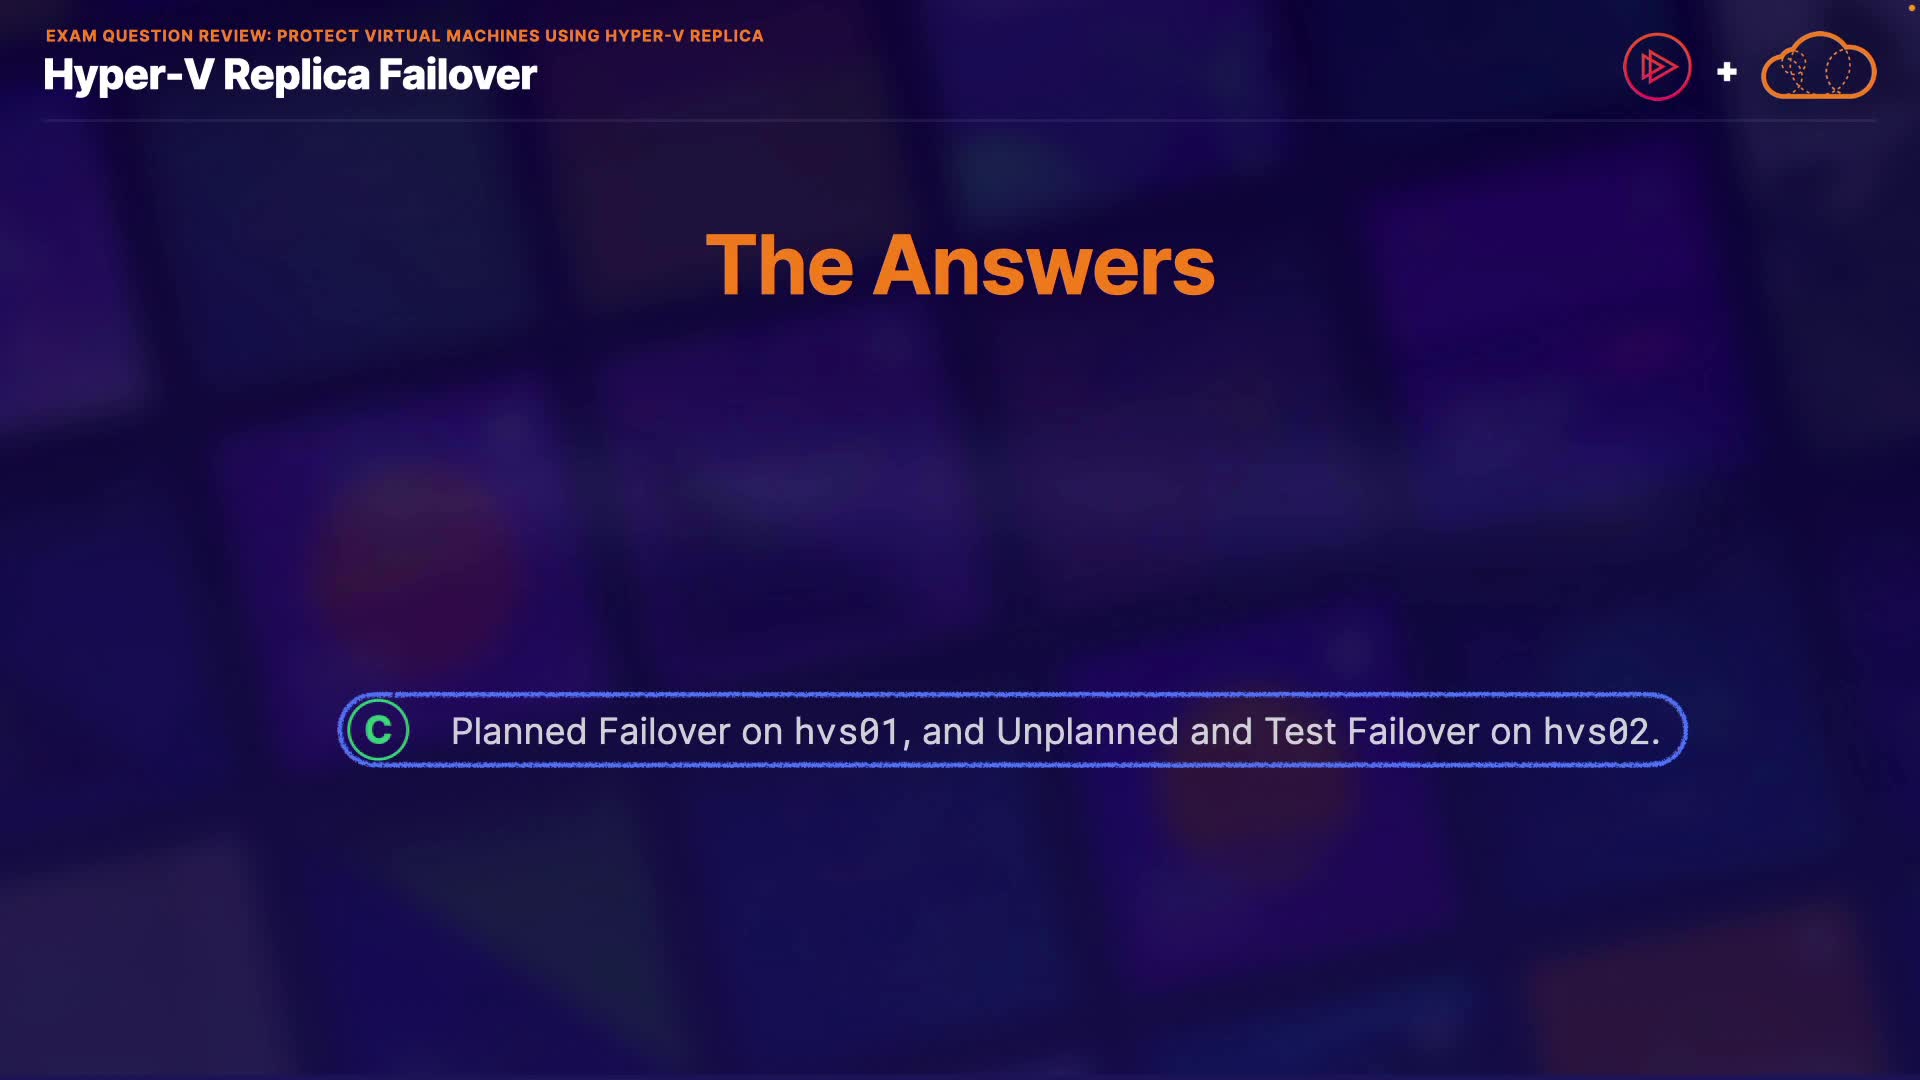 EXAM QUESTION REVIEW: PROTECT VIRTUAL MACHINES USING HYPER-V REPLICA
Hyper-V Replica Failover
+
The Answers
C Planned Failover on hvs01, and Unplanned and Test Failover on hvs02.